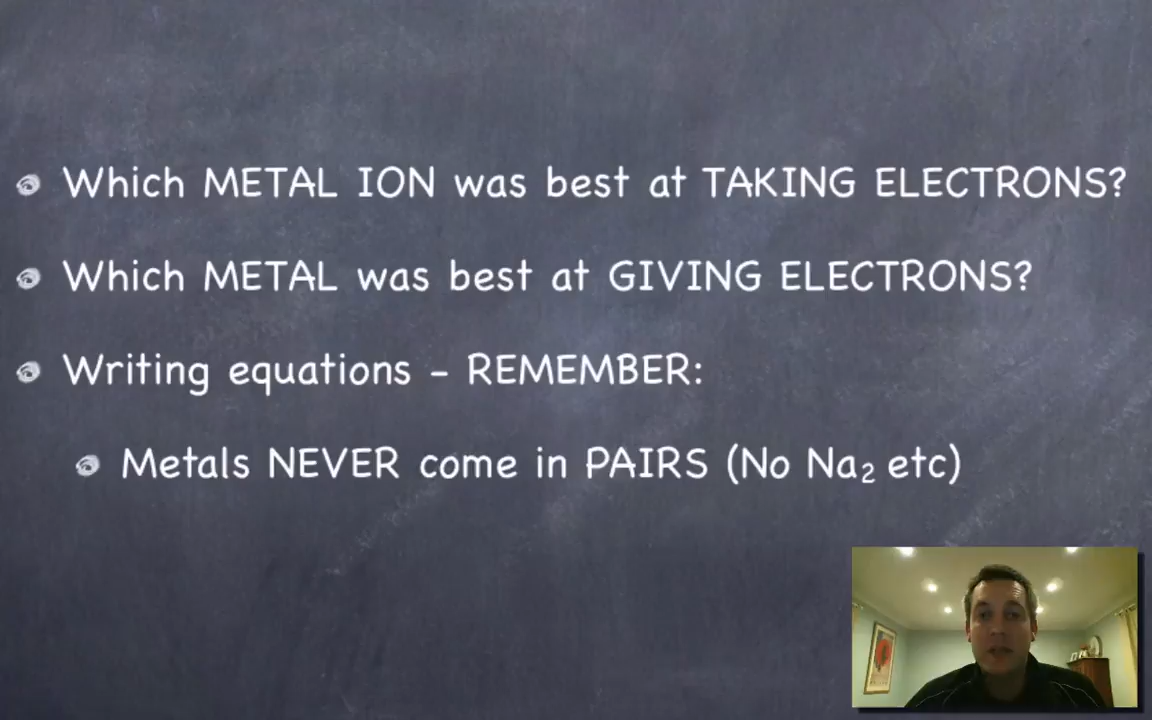 Which METAL ION was best at TAKING ELECTRONS?
Which METAL was best at GIVING ELECTRONS?
Writing equations – REMEMBER:
Metals NEVER come in PAIRS (No Na₂ etc)